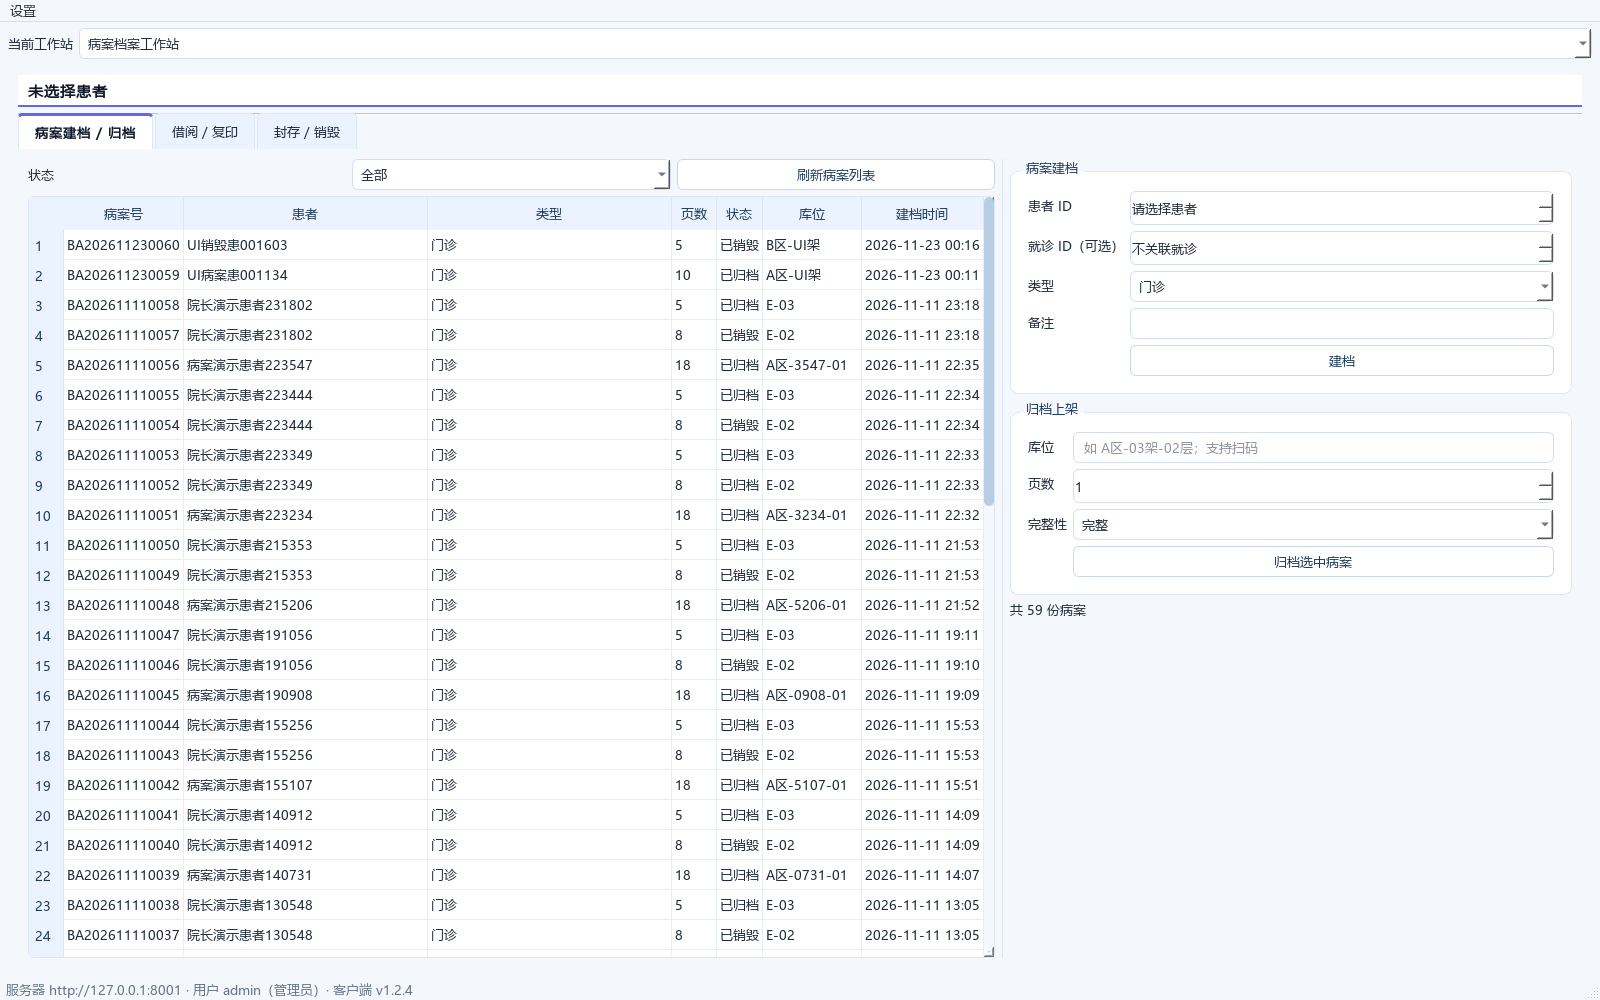 设置
当前工作站 病案档案工作站
未选择患者
病案建档 / 归档 借阅 / 复印 封存 / 销毁
状态 全部 刷新病案列表
病案号 患者 类型 页数 状态 库位 建档时间
1 BA202611230060 UI销毁患001603 门诊 5 已销毁 B区-UI架 2026-11-23 00:16
2 BA202611230059 UI病案患001134 门诊 10 已归档 A区-UI架 2026-11-23 00:11
3 BA202611110058 院长演示患者231802 门诊 5 已归档 E-03 2026-11-11 23:18
4 BA202611110057 院长演示患者231802 门诊 8 已销毁 E-02 2026-11-11 23:18
5 BA202611110056 病案演示患者223547 门诊 18 已归档 A区-3547-01 2026-11-11 22:35
6 BA202611110055 院长演示患者223444 门诊 5 已归档 E-03 2026-11-11 22:34
7 BA202611110054 院长演示患者223444 门诊 8 已销毁 E-02 2026-11-11 22:34
8 BA202611110053 院长演示患者223349 门诊 5 已归档 E-03 2026-11-11 22:33
9 BA202611110052 院长演示患者223349 门诊 8 已归档 E-02 2026-11-11 22:33
10 BA202611110051 病案演示患者223234 门诊 18 已归档 A区-3234-01 2026-11-11 22:32
11 BA202611110050 院长演示患者215353 门诊 5 已归档 E-03 2026-11-11 21:53
12 BA202611110049 院长演示患者215353 门诊 8 已销毁 E-02 2026-11-11 21:53
13 BA202611110048 病案演示患者215206 门诊 18 已归档 A区-5206-01 2026-11-11 21:52
14 BA202611110047 院长演示患者191056 门诊 5 已归档 E-03 2026-11-11 19:11
15 BA202611110046 院长演示患者191056 门诊 8 已销毁 E-02 2026-11-11 19:10
16 BA202611110045 病案演示患者190908 门诊 18 已归档 A区-0908-01 2026-11-11 19:09
17 BA202611110044 院长演示患者155256 门诊 5 已归档 E-03 2026-11-11 15:53
18 BA202611110043 院长演示患者155256 门诊 8 已销毁 E-02 2026-11-11 15:53
19 BA202611110042 病案演示患者155107 门诊 18 已归档 A区-5107-01 2026-11-11 15:51
20 BA202611110041 院长演示患者140912 门诊 5 已归档 E-03 2026-11-11 14:09
21 BA202611110040 院长演示患者140912 门诊 8 已销毁 E-02 2026-11-11 14:09
22 BA202611110039 病案演示患者140731 门诊 18 已归档 A区-0731-01 2026-11-11 14:07
23 BA202611110038 院长演示患者130548 门诊 5 已归档 E-03 2026-11-11 13:05
24 BA202611110037 院长演示患者130548 门诊 8 已销毁 E-02 2026-11-11 13:05
病案建档
患者 ID 请选择患者
就诊 ID（可选） 不关联就诊
类型 门诊
备注
建档
归档上架
库位 如 A区-03架-02层；支持扫码
页数 1
完整性 完整
归档选中病案
共 59 份病案
服务器 http://127.0.0.1:8001 · 用户 admin（管理员）· 客户端 v1.2.4